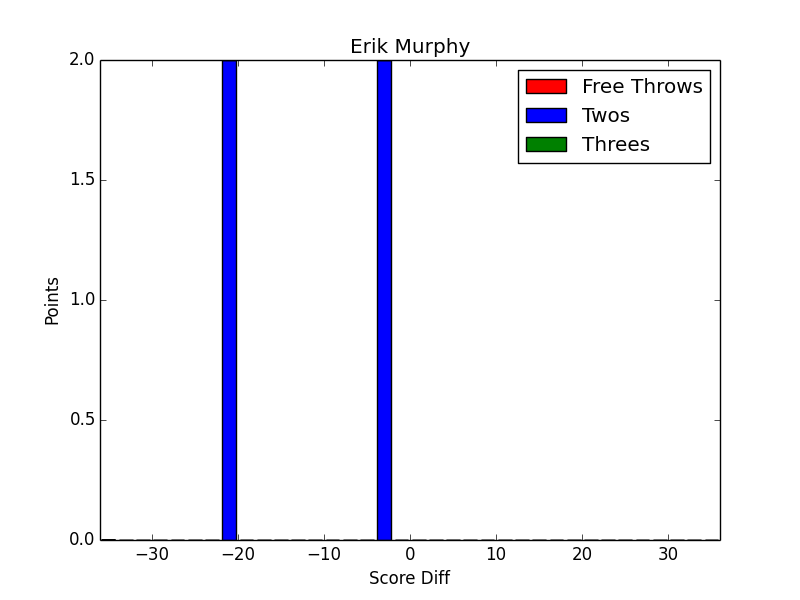 Erik Murphy
Free Throws
Twos
Threes
2.0
1.5
1.0
0.5
0.0
Points
−30
−20
−10
0
10
20
30
Score Diff